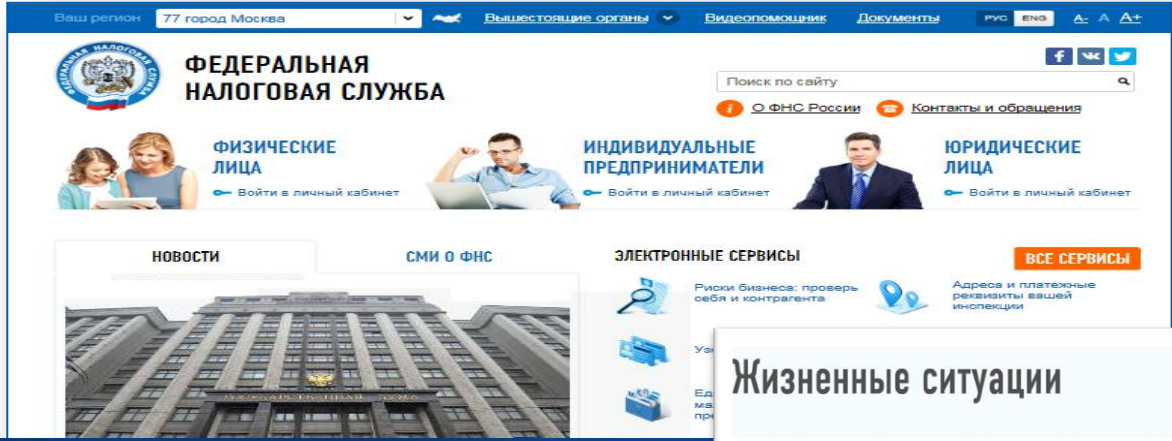 Ваш регион 77 город Москва Вышестоящие органы Видеопомощник Документы РУС ENG A- A A+
ФЕДЕРАЛЬНАЯ
НАЛОГОВАЯ СЛУЖБА
Поиск по сайту
О ФНС России Контакты и обращения
ФИЗИЧЕСКИЕ
ЛИЦА
Войти в личный кабинет
ИНДИВИДУАЛЬНЫЕ
ПРЕДПРИНИМАТЕЛИ
Войти в личный кабинет
ЮРИДИЧЕСКИЕ
ЛИЦА
Войти в личный кабинет
НОВОСТИ СМИ О ФНС
ЭЛЕКТРОННЫЕ СЕРВИСЫ ВСЕ СЕРВИСЫ
Риски бизнеса: проверь
себя и контрагента
Адреса и платежные
реквизиты вашей
инспекции
Жизненные ситуации
ГОСУДАРСТВЕННАЯ ДУМА